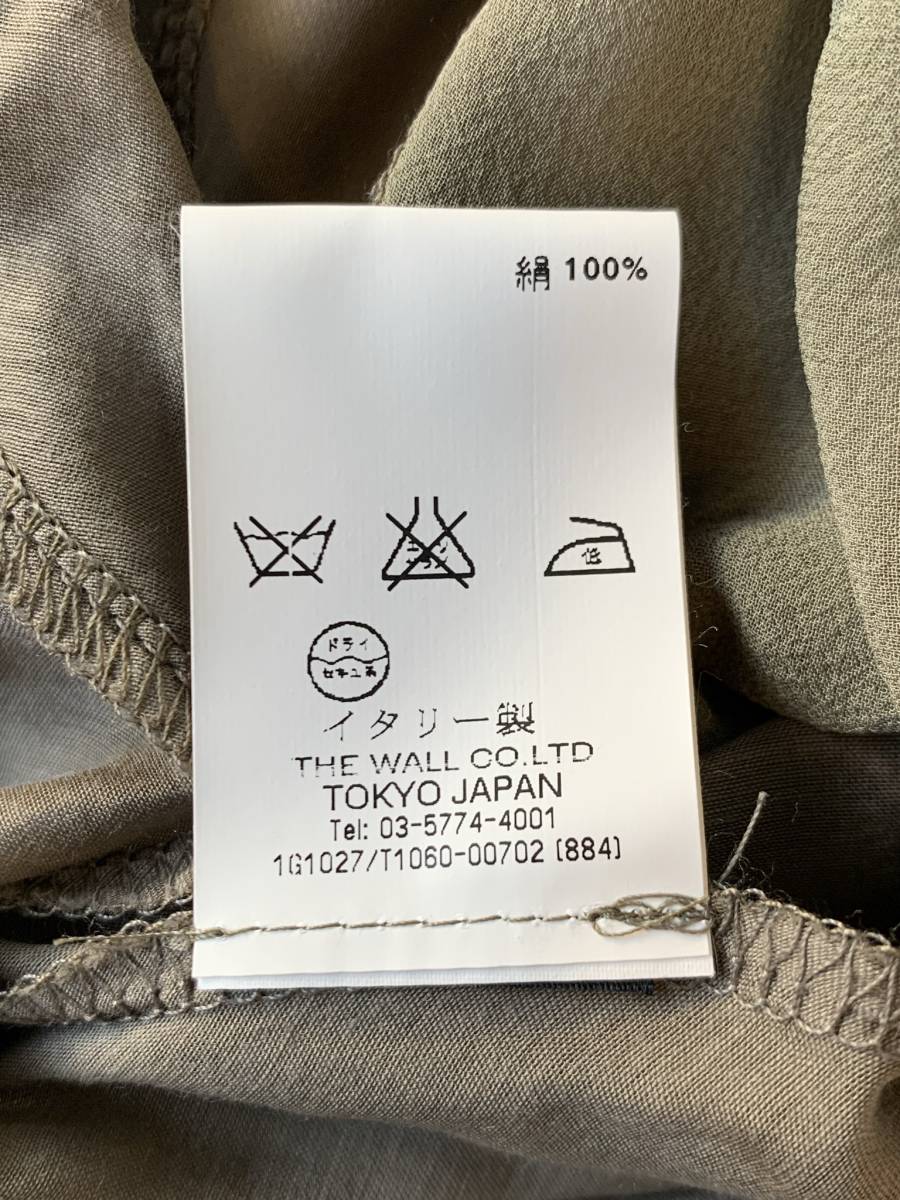 絹 100%
低
ドライ
セキユ系
イタリー製
THE WALL CO.LTD
TOKYO JAPAN
Tel: 03-5774-4001
1G1027/T1060-00702 (884)